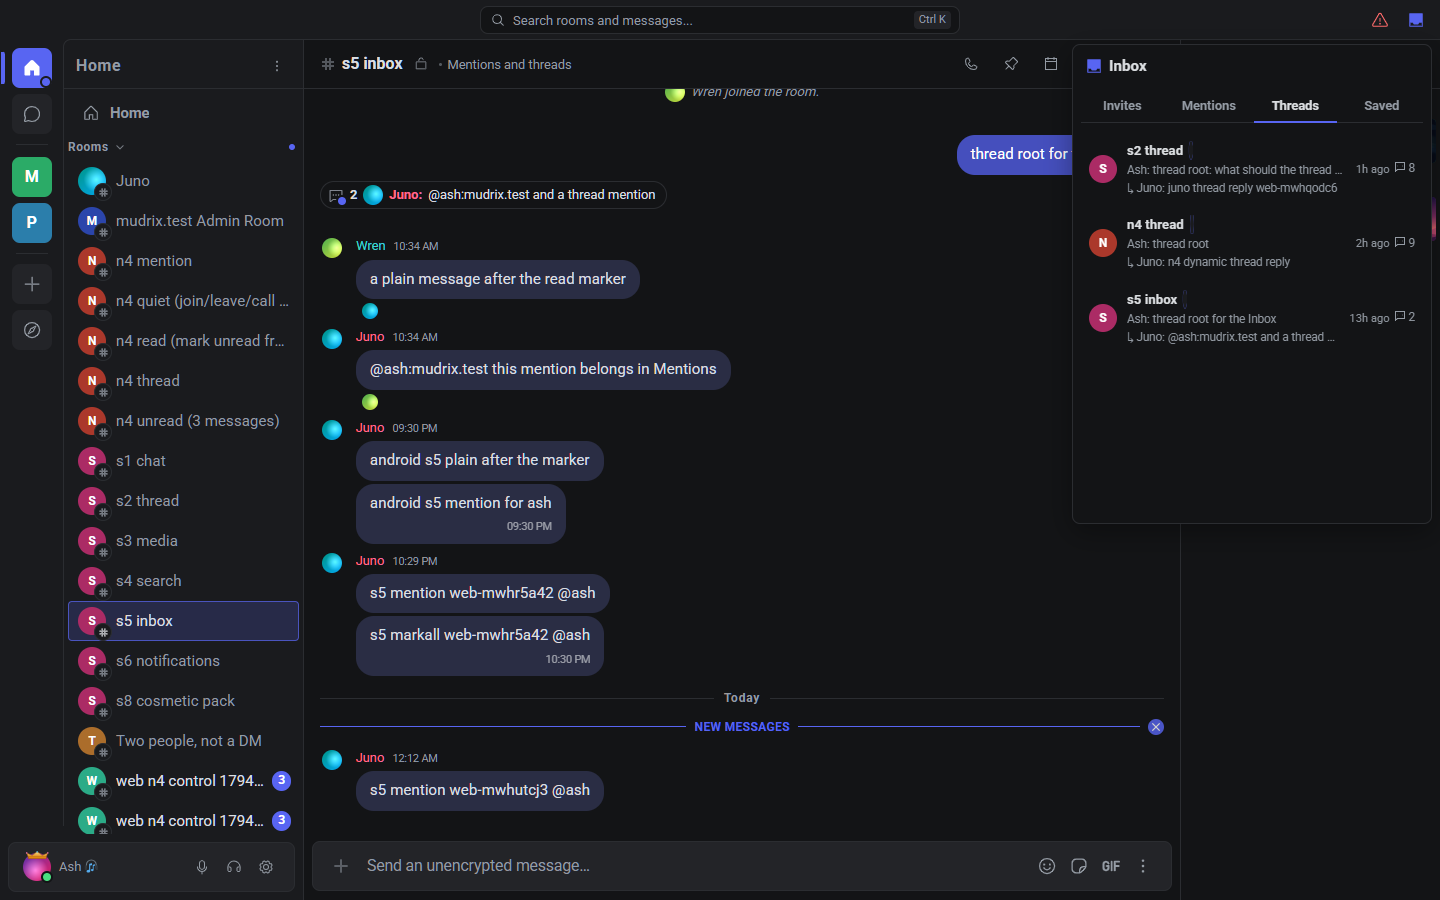 Search rooms and messages...
Ctrl K
Home
Home
Rooms
Juno
mudrix.test Admin Room
n4 mention
n4 quiet (join/leave/call ...
n4 read (mark unread fr...
n4 thread
n4 unread (3 messages)
s1 chat
s2 thread
s3 media
s4 search
s5 inbox
s6 notifications
s8 cosmetic pack
Two people, not a DM
web n4 control 1794... 3
web n4 control 1794... 3
M
P
M
N
N
N
N
N
S
S
S
S
S
S
S
T
W
W
Ash
s5 inbox • Mentions and threads
Wren joined the room.
thread root for
2 Juno: @ash:mudrix.test and a thread mention
Wren 10:34 AM
a plain message after the read marker
Juno 10:34 AM
@ash:mudrix.test this mention belongs in Mentions
Juno 09:30 PM
android s5 plain after the marker
android s5 mention for ash
09:30 PM
Juno 10:29 PM
s5 mention web-mwhr5a42 @ash
s5 markall web-mwhr5a42 @ash
10:30 PM
Today
NEW MESSAGES
Juno 12:12 AM
s5 mention web-mwhutcj3 @ash
Send an unencrypted message...
GIF
Inbox
Invites Mentions Threads Saved
S
s2 thread
Ash: thread root: what should the thread ... 1h ago 8
Juno: juno thread reply web-mwhqodc6
N
n4 thread
Ash: thread root 2h ago 9
Juno: n4 dynamic thread reply
S
s5 inbox
Ash: thread root for the Inbox 13h ago 2
Juno: @ash:mudrix.test and a thread ...